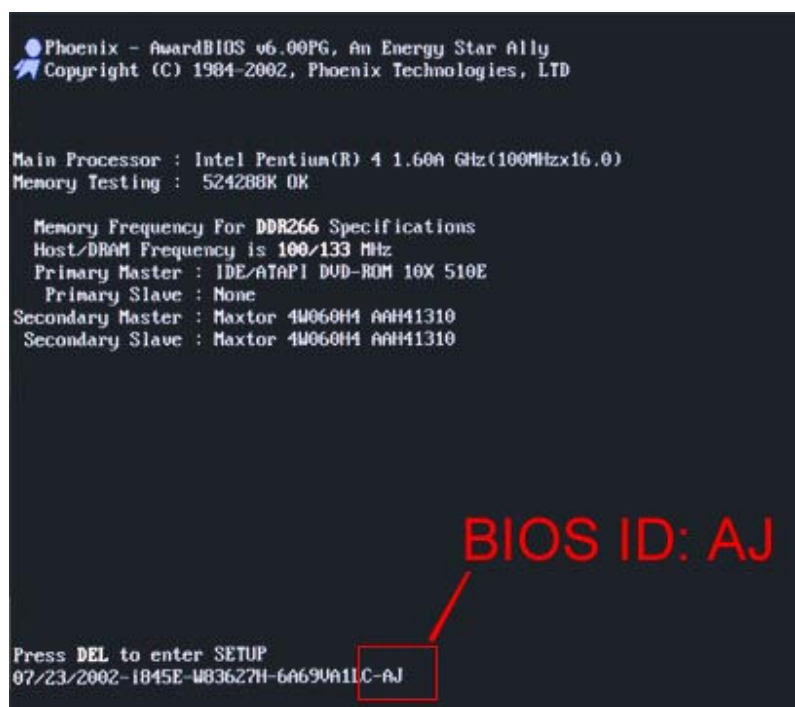 Phoenix - AwardBIOS v6.00PG, An Energy Star Ally
Copyright (C) 1984-2002, Phoenix Technologies, LTD
Main Processor : Intel Pentium(R) 4 1.60A GHz(100MHzx16.0)
Memory Testing : 524288K OK
Memory Frequency For DDR266 Specifications
Host/DRAM Frequency is 100/133 MHz
Primary Master : IDE/ATAPI DVD-ROM 10X 510E
Primary Slave : None
Secondary Master : Maxtor 4W060H4 AAH41310
Secondary Slave : Maxtor 4W060H4 AAH41310
BIOS ID: AJ
Press DEL to enter SETUP
07/23/2002-i845E-W83627H-6A69VA1LC-AJ